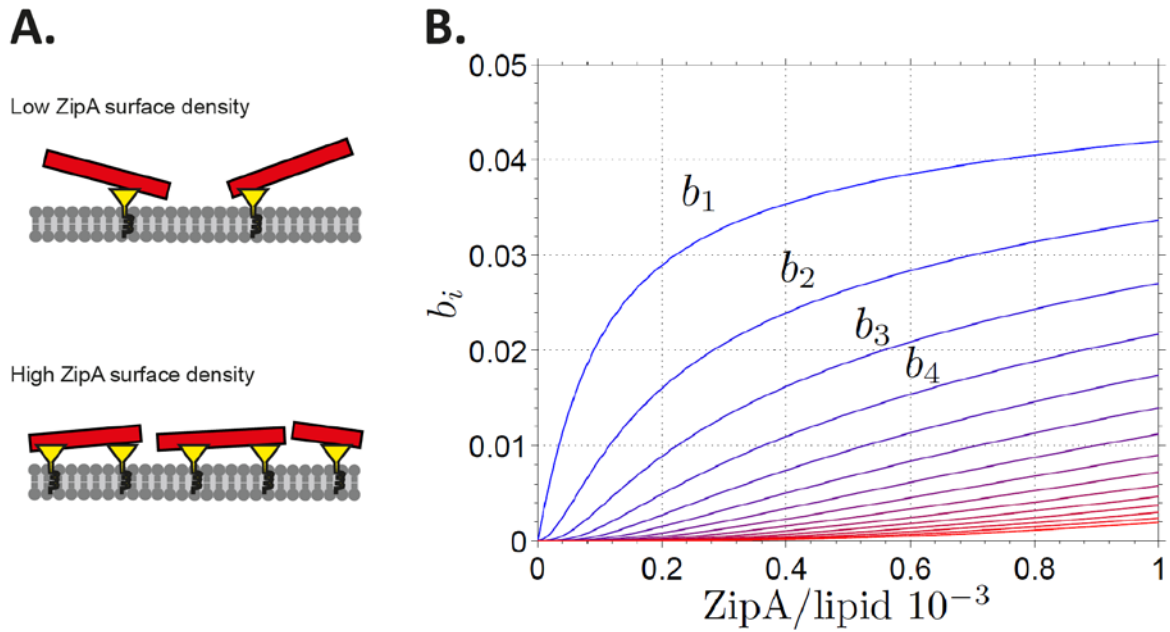 A.
Low ZipA surface density
High ZipA surface density
B.
0.05
0.04
0.03
0.02
0.01
0
b_i
b_1
b_2
b_3
b_4
0 0.2 0.4 0.6 0.8 1
ZipA/lipid 10^{-3}